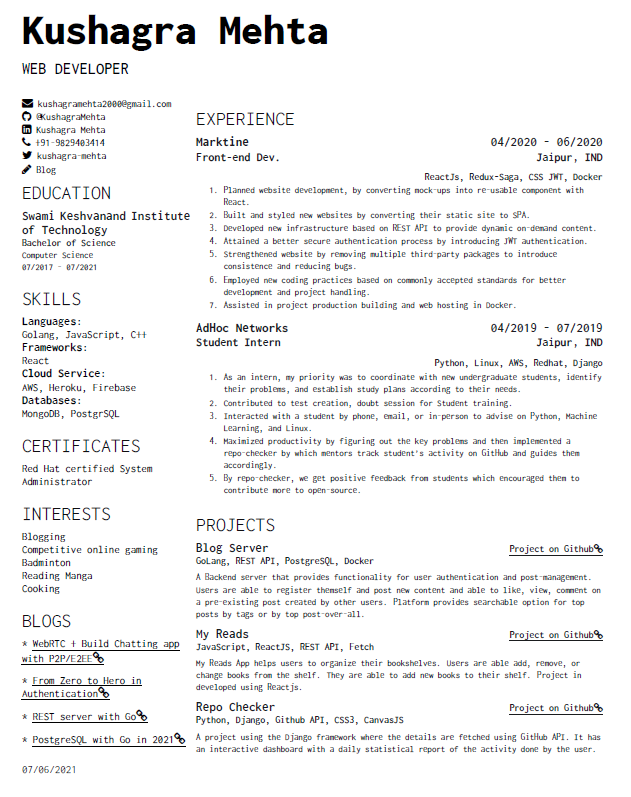 Kushagra Mehta
WEB DEVELOPER
kushagramehta2000@gmail.com
@KushagraMehta
Kushagra Mehta
+91-9829403414
kushagra-mehta
Blog
EDUCATION
Swami Keshvanand Institute
of Technology
Bachelor of Science
Computer Science
07/2017 - 07/2021
SKILLS
Languages:
Golang, JavaScript, C++
Frameworks:
React
Cloud Service:
AWS, Heroku, Firebase
Databases:
MongoDB, PostgrSQL
CERTIFICATES
Red Hat certified System
Administrator
INTERESTS
Blogging
Competitive online gaming
Badminton
Reading Manga
Cooking
BLOGS
* WebRTC + Build Chatting app
with P2P/E2EE
* From Zero to Hero in
Authentication
* REST server with Go
* PostgreSQL with Go in 2021
07/06/2021
EXPERIENCE
Marktine 04/2020 - 06/2020
Front-end Dev. Jaipur, IND
ReactJs, Redux-Saga, CSS JWT, Docker
1. Planned website development, by converting mock-ups into re-usable component with
React.
2. Built and styled new websites by converting their static site to SPA.
3. Developed new infrastructure based on REST API to provide dynamic on-demand content.
4. Attained a better secure authentication process by introducing JWT authentication.
5. Strengthened website by removing multiple third-party packages to introduce
consistence and reducing bugs.
6. Employed new coding practices based on commonly accepted standards for better
development and project handling.
7. Assisted in project production building and web hosting in Docker.
AdHoc Networks 04/2019 - 07/2019
Student Intern Jaipur, IND
Python, Linux, AWS, Redhat, Django
1. As an intern, my priority was to coordinate with new undergraduate students, identify
their problems, and establish study plans according to their needs.
2. Contributed to test creation, doubt session for Student training.
3. Interacted with a student by phone, email, or in-person to advise on Python, Machine
Learning, and Linux.
4. Maximized productivity by figuring out the key problems and then implemented a
repo-checker by which mentors track student's activity on GitHub and guides them
accordingly.
5. By repo-checker, we get positive feedback from students which encouraged them to
contribute more to open-source.
PROJECTS
Blog Server Project on Github
GoLang, REST API, PostgreSQL, Docker
A Backend server that provides functionality for user authentication and post-management.
Users are able to register themself and post new content and able to like, view, comment on
a pre-existing post created by other users. Platform provides searchable option for top
posts by tags or by top post-over-all.
My Reads Project on Github
JavaScript, ReactJS, REST API, Fetch
My Reads App helps users to organize their bookshelves. Users are able add, remove, or
change books from the shelf. They are able to add new books to their shelf. Project in
developed using Reactjs.
Repo Checker Project on Github
Python, Django, Github API, CSS3, CanvasJS
A project using the Django framework where the details are fetched using GitHub API. It has
an interactive dashboard with a daily statistical report of the activity done by the user.